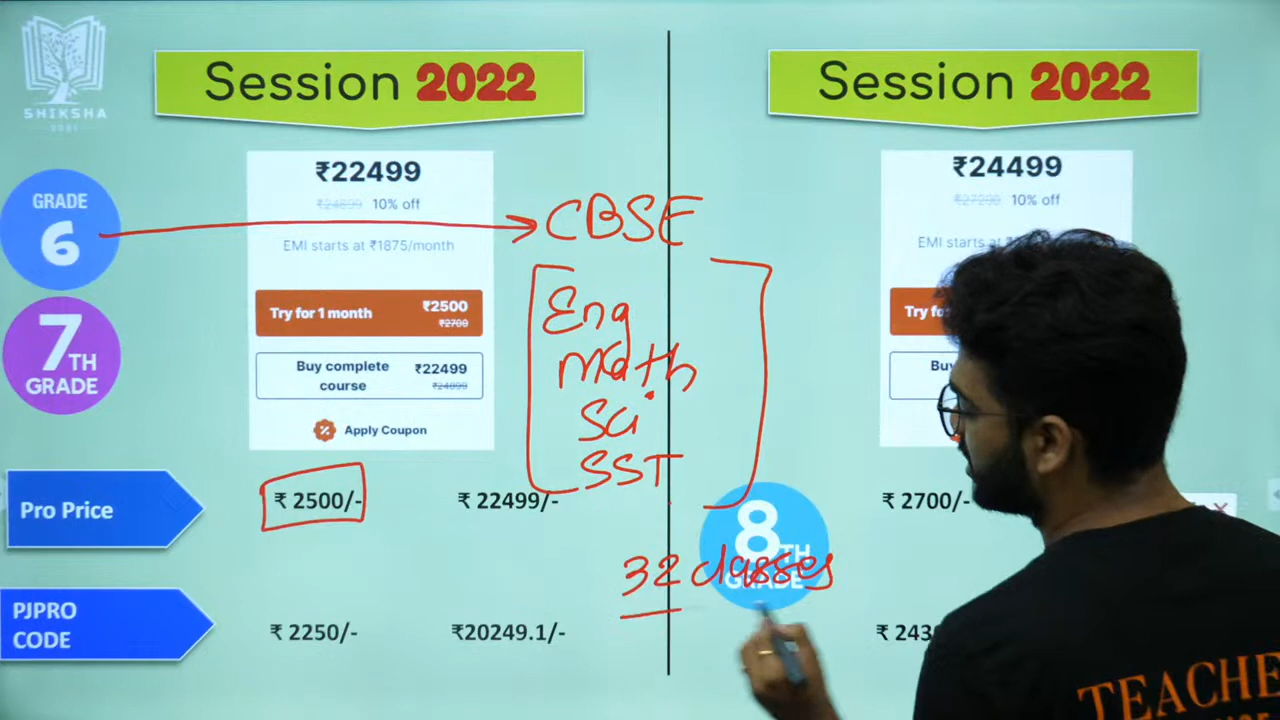 SHIKSHA
Session 2022
GRADE
6
7TH
GRADE
₹22499
₹24899 10% off
EMI starts at ₹1875/month
Try for 1 month ₹2500
₹2700
Buy complete
course
₹22499
₹24899
Apply Coupon
CBSE
Eng
Math
Sci
SST
32 classes
Pro Price
₹ 2500/-
₹ 22499/-
PJPRO
CODE
₹ 2250/-
₹20249.1/-
Session 2022
₹24499
₹27299 10% off
EMI starts at
Try
8TH
GRADE
₹ 2700/-
₹ 243
TEACHE